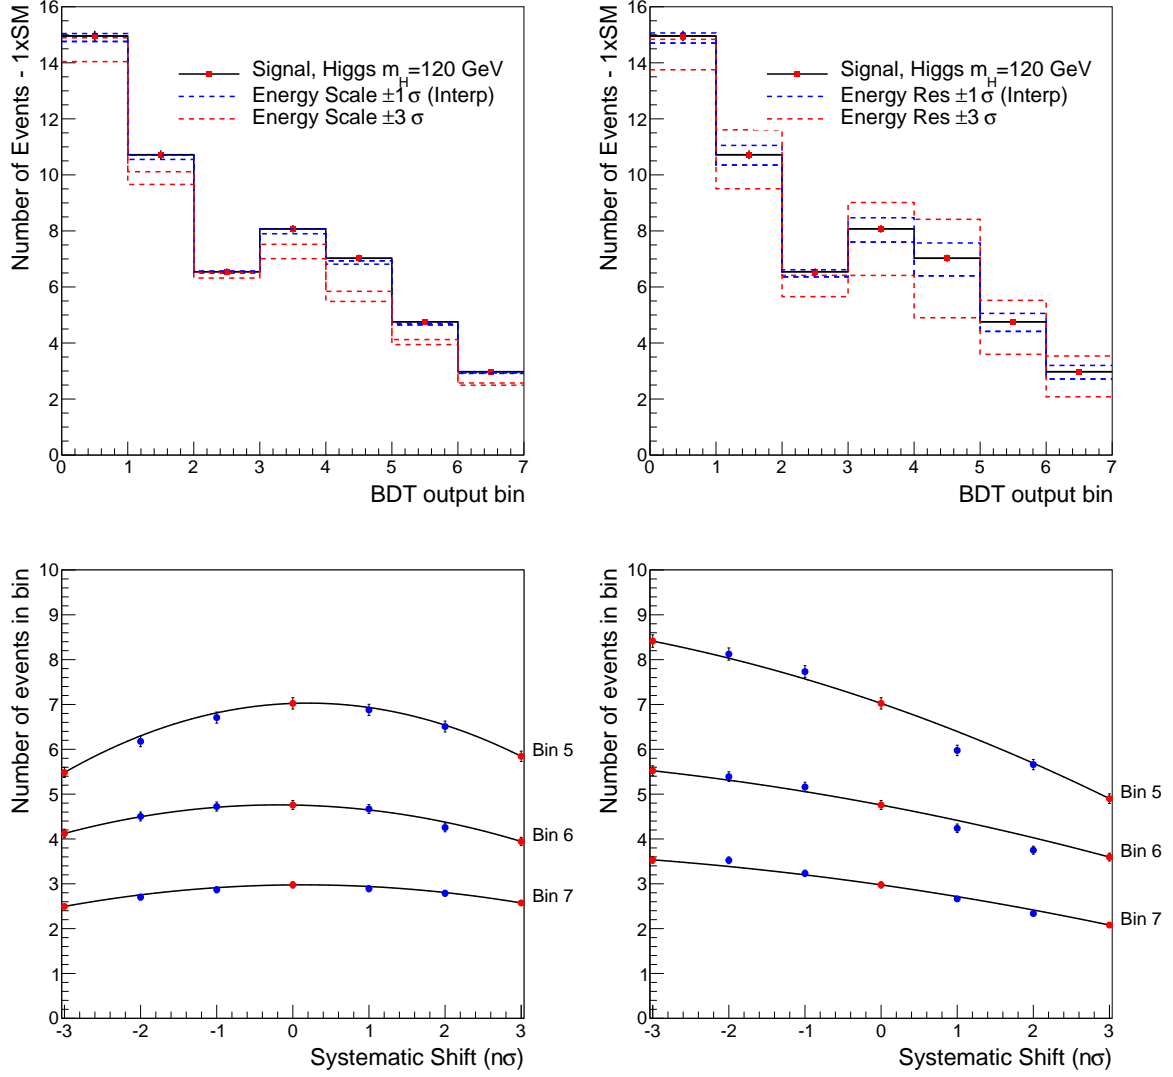 Number of Events - 1xSM
16
14
12
10
8
6
4
2
0
Signal, Higgs m_H=120 GeV
Energy Scale ±1 σ (Interp)
Energy Scale ±3 σ
0 1 2 3 4 5 6 7
BDT output bin
Number of Events - 1xSM
16
14
12
10
8
6
4
2
0
Signal, Higgs m_H=120 GeV
Energy Res ±1 σ (Interp)
Energy Res ±3 σ
0 1 2 3 4 5 6 7
BDT output bin
Number of events in bin
10
9
8
7
6
5
4
3
2
1
0
Bin 5
Bin 6
Bin 7
-3 -2 -1 0 1 2 3
Systematic Shift (nσ)
Number of events in bin
10
9
8
7
6
5
4
3
2
1
0
Bin 5
Bin 6
Bin 7
-3 -2 -1 0 1 2 3
Systematic Shift (nσ)